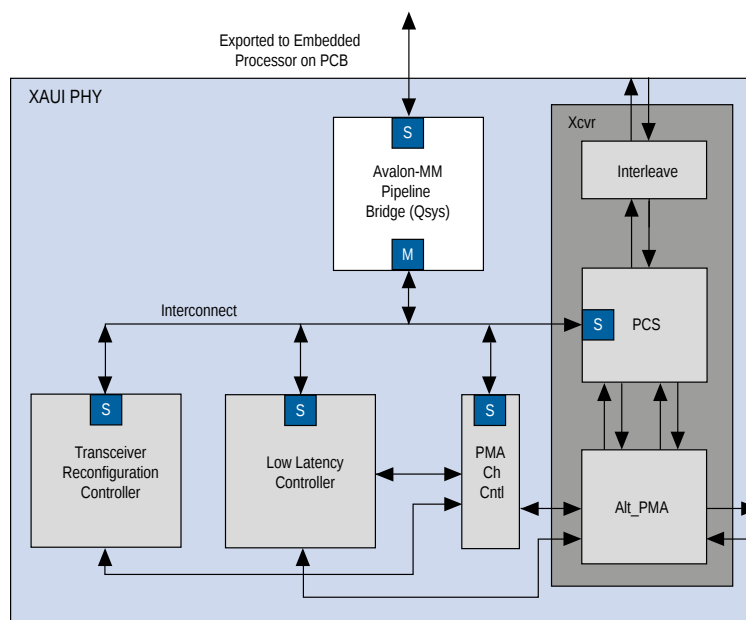 Exported to Embedded
Processor on PCB
XAUI PHY
Xcvr
S
Avalon-MM
Pipeline
Bridge (Qsys)
M
Interleave
Interconnect
S
PCS
S
Transceiver
Reconfiguration
Controller
S
Low Latency
Controller
S
PMA
Ch
Cntl
Alt_PMA